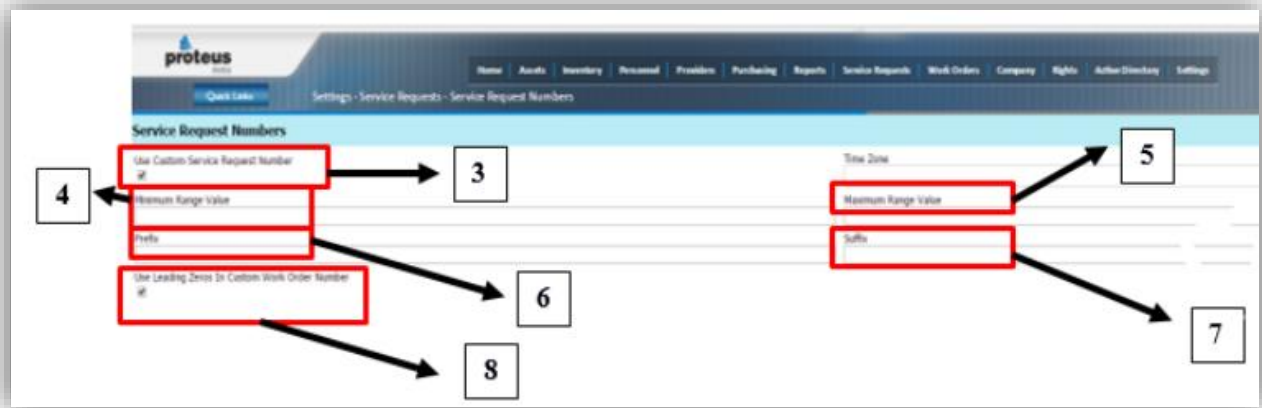 proteus
Home Assets Inventory Personnel Providers Purchasing Reports Service Requests Work Orders Company Rights Active Directory Settings
Quick Links Settings - Service Requests - Service Request Numbers
Service Request Numbers
Use Custom Service Request Number Time Zone
3
5
4
Minimum Range Value Maximum Range Value
Prefix Suffix
Use Leading Zeros In Custom Work Order Number
6
7
8